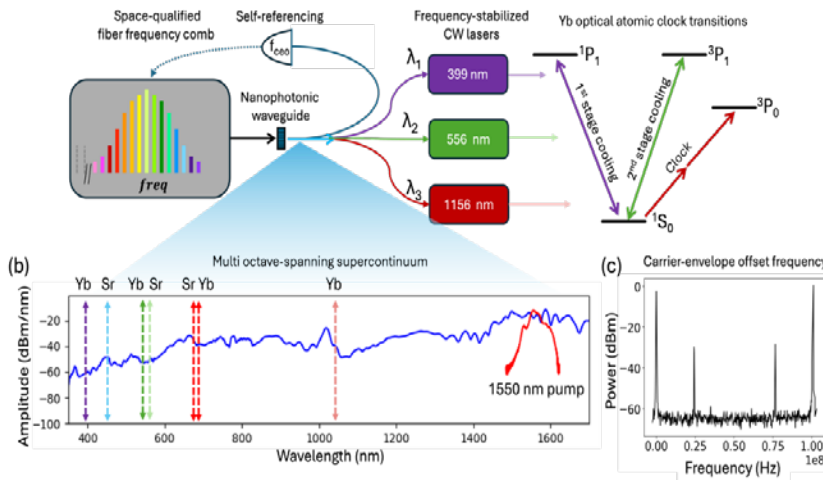 Space-qualified
fiber frequency comb
Self-referencing
f_ceo
Nanophotonic
waveguide
freq
Frequency-stabilized
CW lasers
λ1
399 nm
λ2
556 nm
λ3
1156 nm
Yb optical atomic clock transitions
¹P₁
³P₁
³P₀
1st stage cooling
2nd stage cooling
Clock
¹S₀
(b)
Multi octave-spanning supercontinuum
Yb Sr Yb Sr Sr Yb Yb
Amplitude (dBm/nm)
−20
−40
−60
−80
−100
1550 nm pump
400 600 800 1000 1200 1400 1600
Wavelength (nm)
(c)
Carrier-envelope offset frequency
Power (dBm)
0
−20
−40
−60
0.00 0.25 0.50 0.75 1.00
1e8
Frequency (Hz)